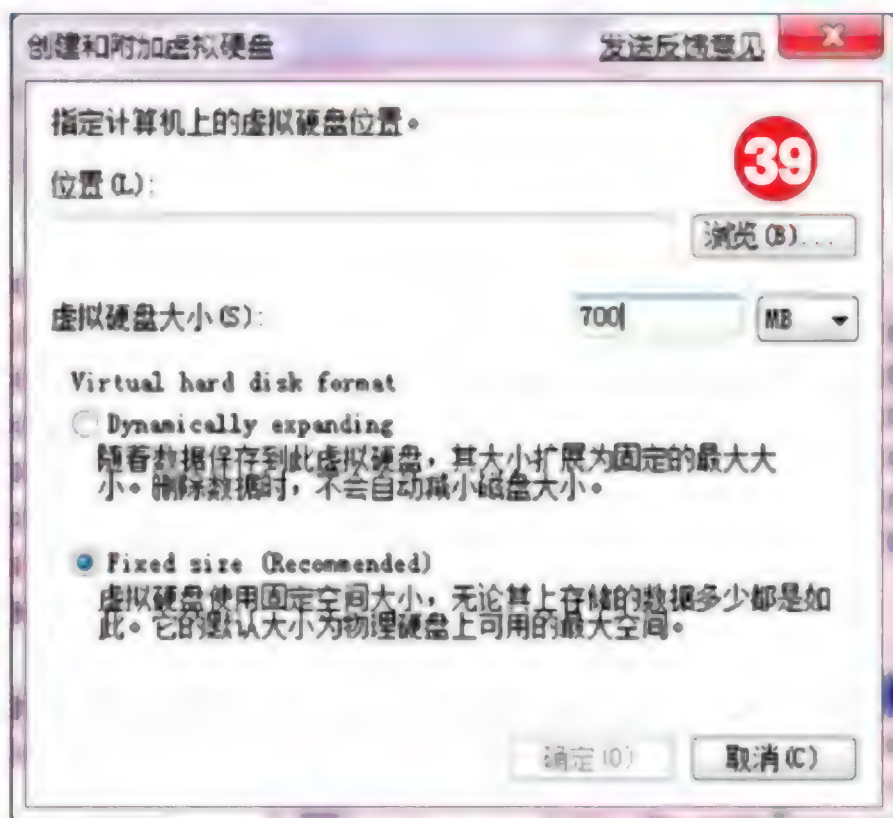 创建和附加虚拟硬盘 发送反馈意见
指定计算机上的虚拟硬盘位置。
39
位置(L):
浏览(B)...
虚拟硬盘大小(S): 700 MB
Virtual hard disk format
Dynamically expanding
随着数据保存到此虚拟硬盘，其大小扩展为固定的最大大
小。删除数据时，不会自动减小磁盘大小。
Fixed size (Recommended)
虚拟硬盘使用固定空间大小，无论其上存储的数据多少都是如
此。它的默认大小为物理硬盘上可用的最大空间。
确定(O) 取消(C)